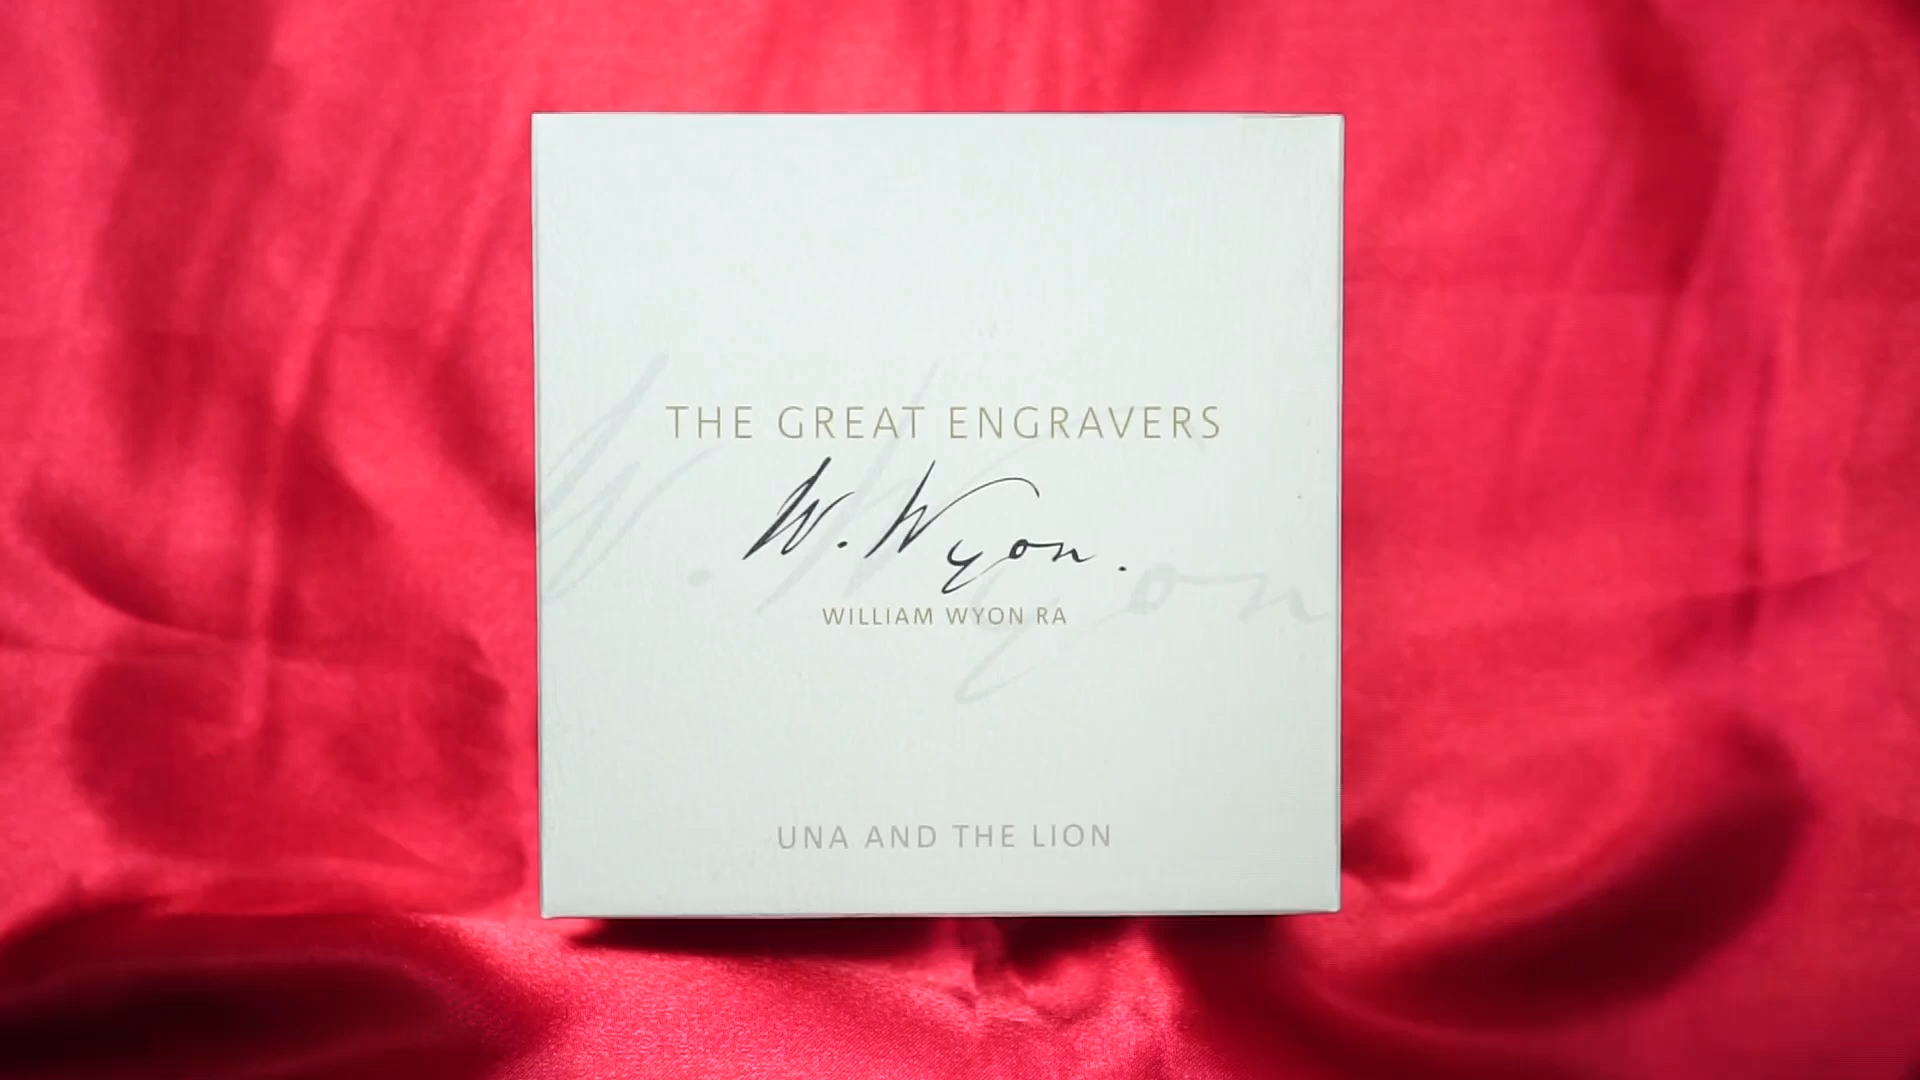 THE GREAT ENGRAVERS
W. Wyon.
WILLIAM WYON RA
UNA AND THE LION